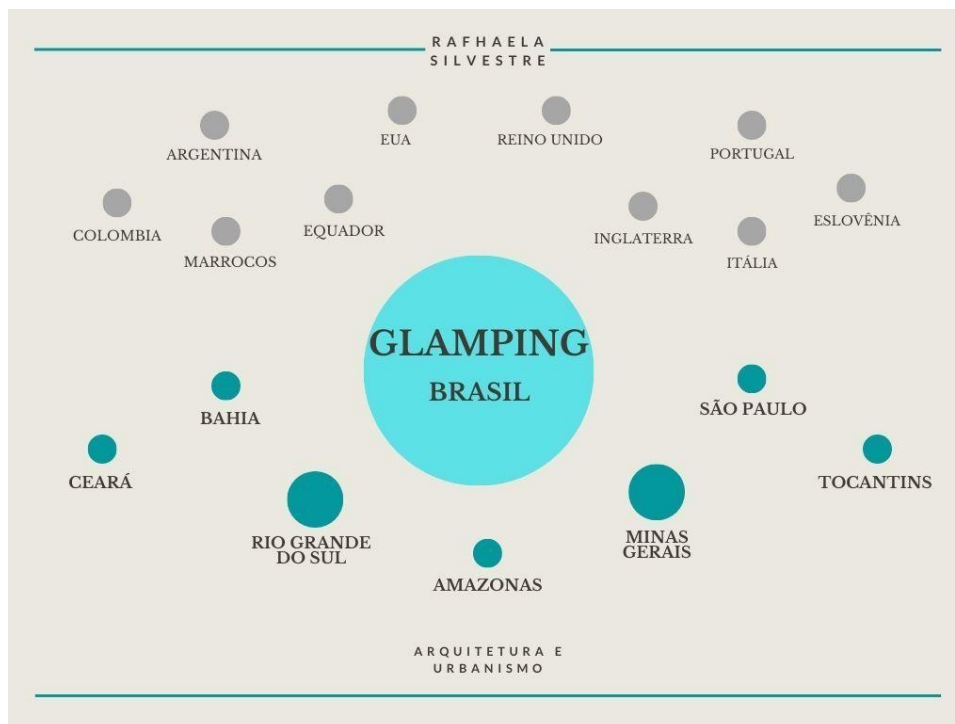 RAFHAELA
SILVESTRE
EUA
REINO UNIDO
ARGENTINA
PORTUGAL
COLOMBIA
EQUADOR
INGLATERRA
ESLOVÊNIA
MARROCOS
ITÁLIA
GLAMPING
BRASIL
BAHIA
SÃO PAULO
CEARÁ
TOCANTINS
RIO GRANDE
DO SUL
MINAS
GERAIS
AMAZONAS
ARQUITETURA E
URBANISMO